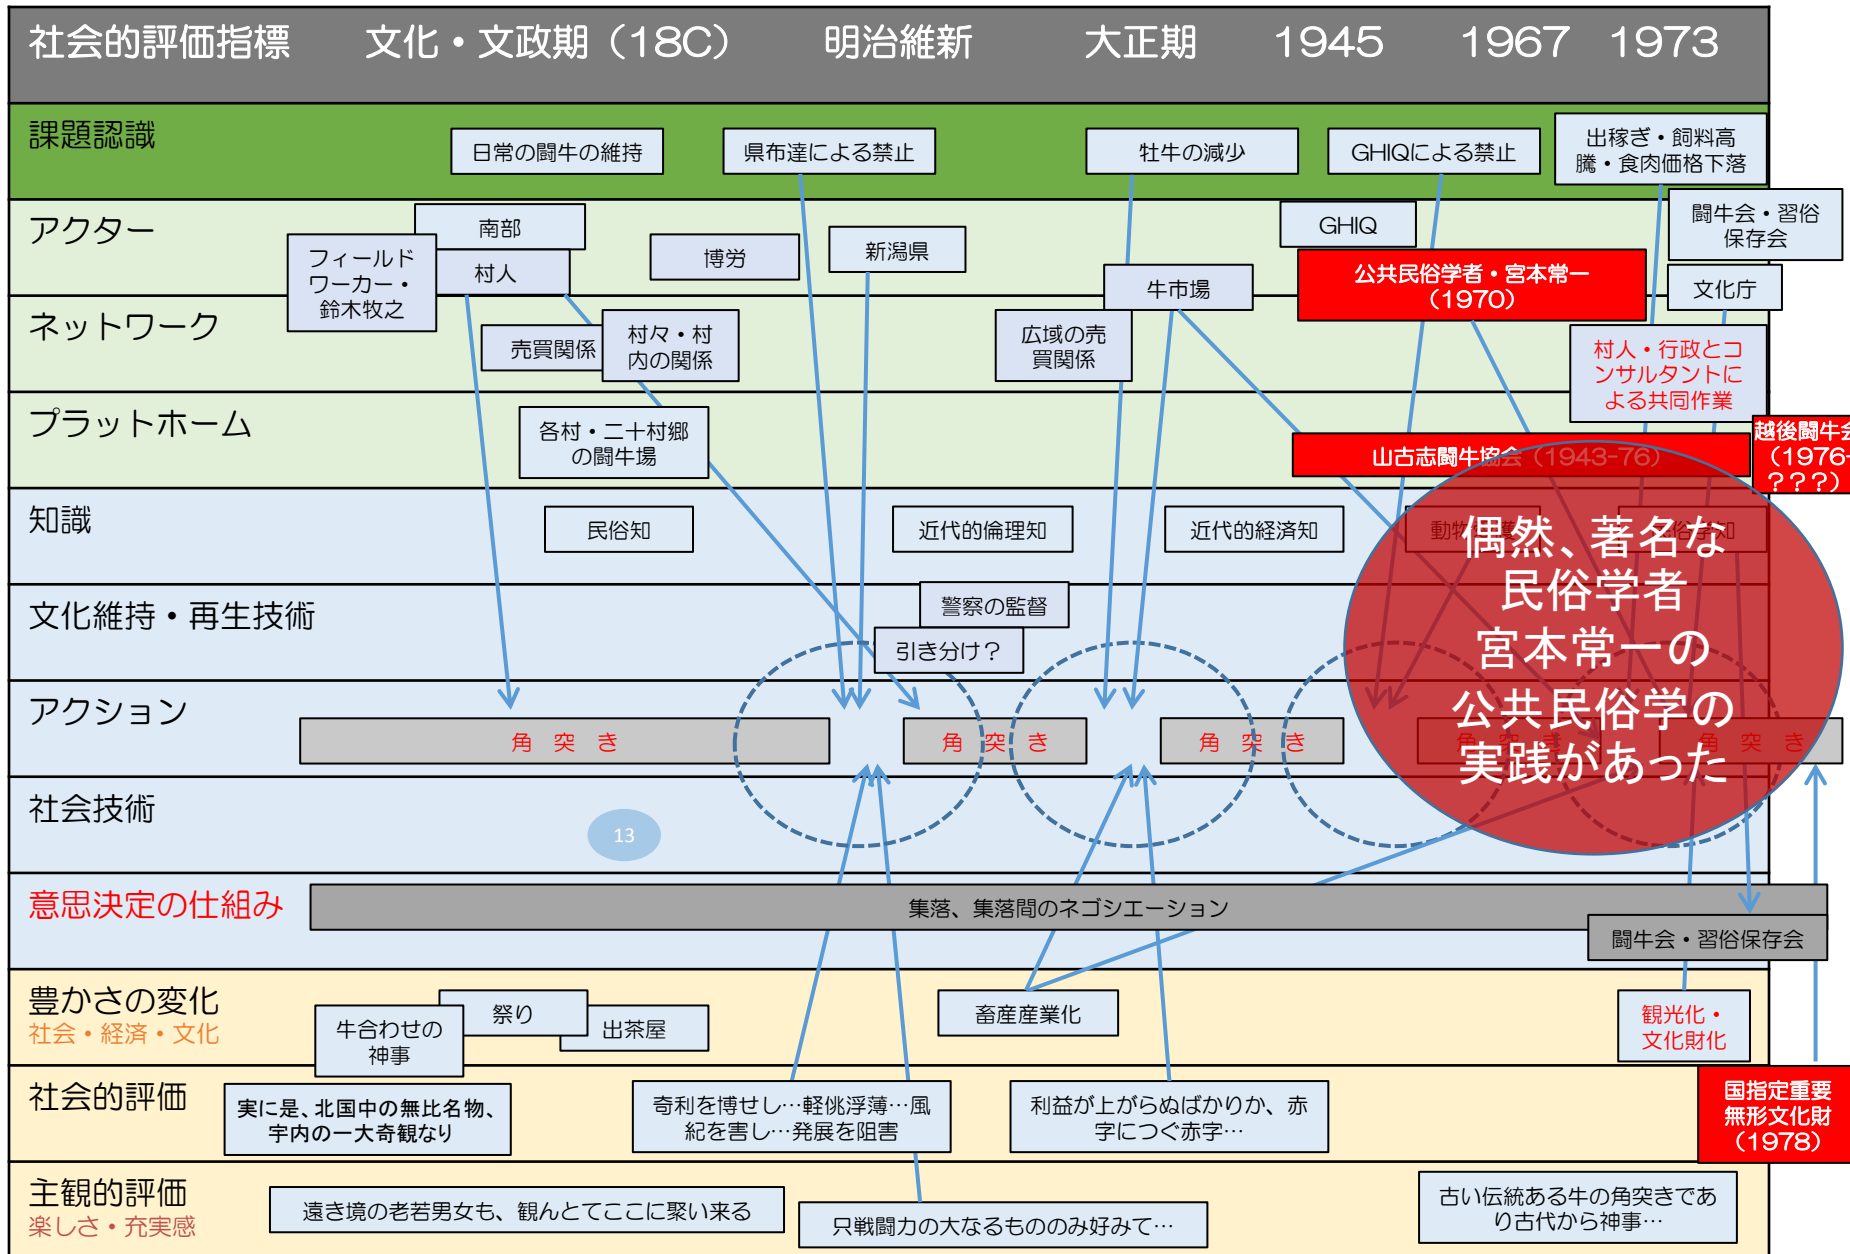 社会的評価指標 文化・文政期（18C） 明治維新 大正期 1945 1967 1973
課題認識
日常の闘牛の維持
県布達による禁止
牡牛の減少
GHIQによる禁止
出稼ぎ・飼料高
騰・食肉価格下落
アクター
フィールド
ワーカー・
鈴木牧之
南部
村人
博労
新潟県
牛市場
GHIQ
公共民俗学者・宮本常一
（1970）
闘牛会・習俗
保存会
文化庁
ネットワーク
売買関係
村々・村
内の関係
広域の売
買関係
村人・行政とコ
ンサルタントに
よる共同作業
プラットホーム
各村・二十村郷
の闘牛場
山古志闘牛協会（1943-76）
越後闘牛会
（1976-
？？？）
知識
民俗知
近代的倫理知
近代的経済知
動物
俗学知
偶然、著名な
民俗学者
宮本常一の
公共民俗学の
実践があった
文化維持・再生技術
警察の監督
引き分け？
アクション
角 突 き
角 突 き
角 突 き
角 突 き
角 突 き
社会技術
13
意思決定の仕組み
集落、集落間のネゴシエーション
闘牛会・習俗保存会
豊かさの変化
社会・経済・文化
牛合わせの
神事
祭り
出茶屋
畜産産業化
観光化・
文化財化
社会的評価
実に是、北国中の無比名物、
宇内の一大奇観なり
奇利を博せし…軽佻浮薄…風
紀を害し…発展を阻害
利益が上がらぬばかりか、赤
字につぐ赤字…
国指定重要
無形文化財
（1978）
主観的評価
楽しさ・充実感
遠き境の老若男女も、観んとてここに聚い来る
只戦闘力の大なるもののみ好みて…
古い伝統ある牛の角突きであ
り古代から神事…